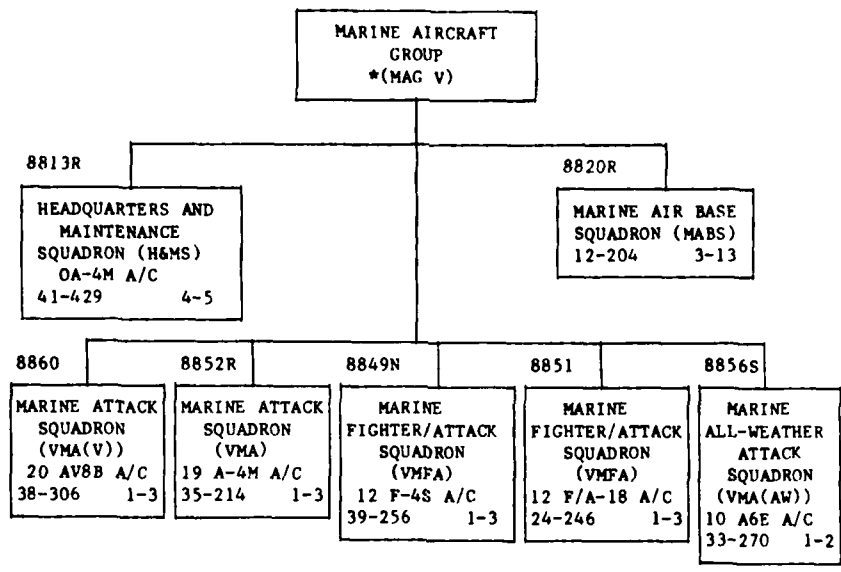 MARINE AIRCRAFT
GROUP
*(MAG V)
8813R
HEADQUARTERS AND
MAINTENANCE
SQUADRON (H&MS)
OA-4M A/C
41-429 4-5
8820R
MARINE AIR BASE
SQUADRON (MABS)
12-204 3-13
8860
MARINE ATTACK
SQUADRON
(VMA(V))
20 AV8B A/C
38-306 1-3
8852R
MARINE ATTACK
SQUADRON
(VMA)
19 A-4M A/C
35-214 1-3
8849N
MARINE
FIGHTER/ATTACK
SQUADRON
(VMFA)
12 F-4S A/C
39-256 1-3
8851
MARINE
FIGHTER/ATTACK
SQUADRON
(VMFA)
12 F/A-18 A/C
24-246 1-3
8856S
MARINE
ALL-WEATHER
ATTACK
SQUADRON
(VMA(AW))
10 A6E A/C
33-270 1-2